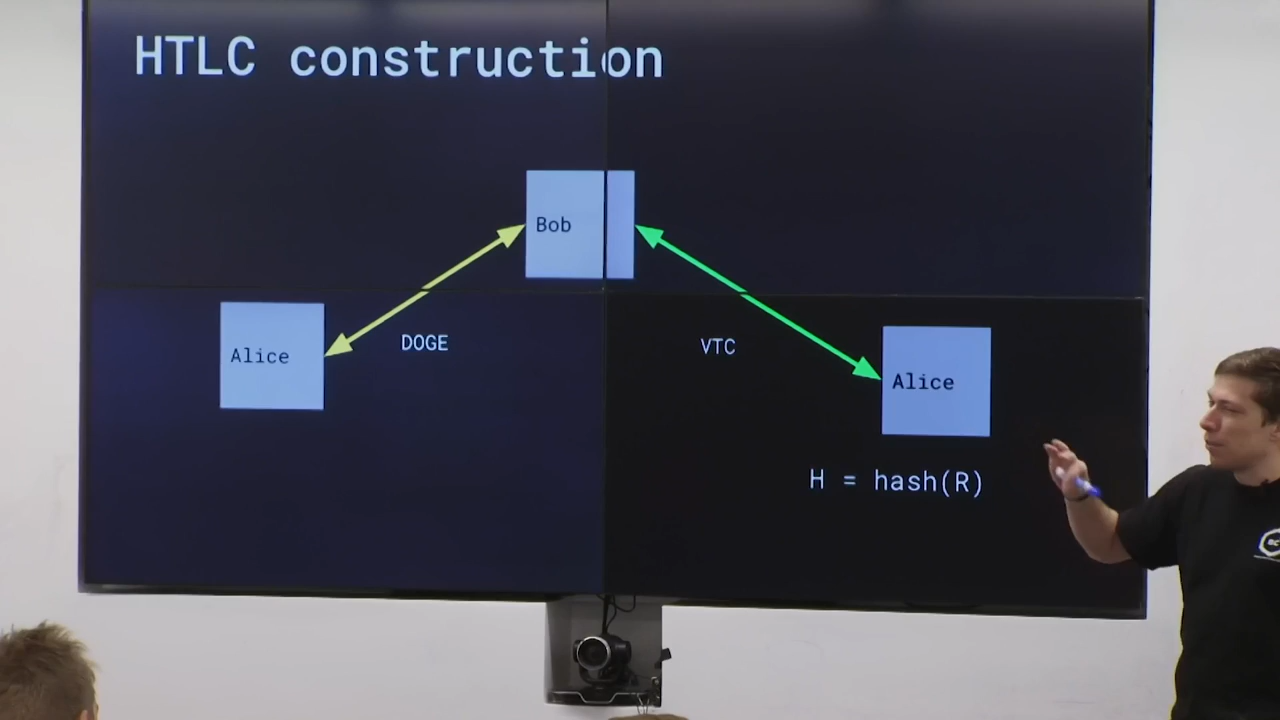 HTLC construction
Bob
Alice
DOGE
VTC
Alice
H = hash(R)